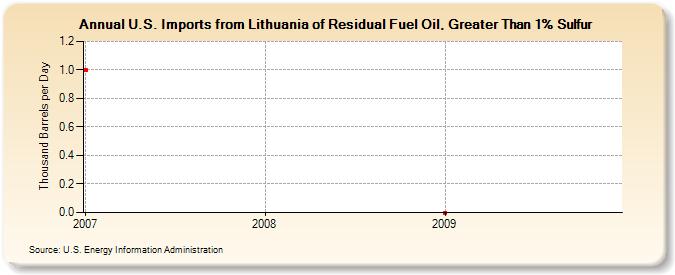 Annual U.S. Imports from Lithuania of Residual Fuel Oil, Greater Than 1% Sulfur
Thousand Barrels per Day
1.2
1.0
0.8
0.6
0.4
0.2
0.0
2007 2008 2009
Source: U.S. Energy Information Administration